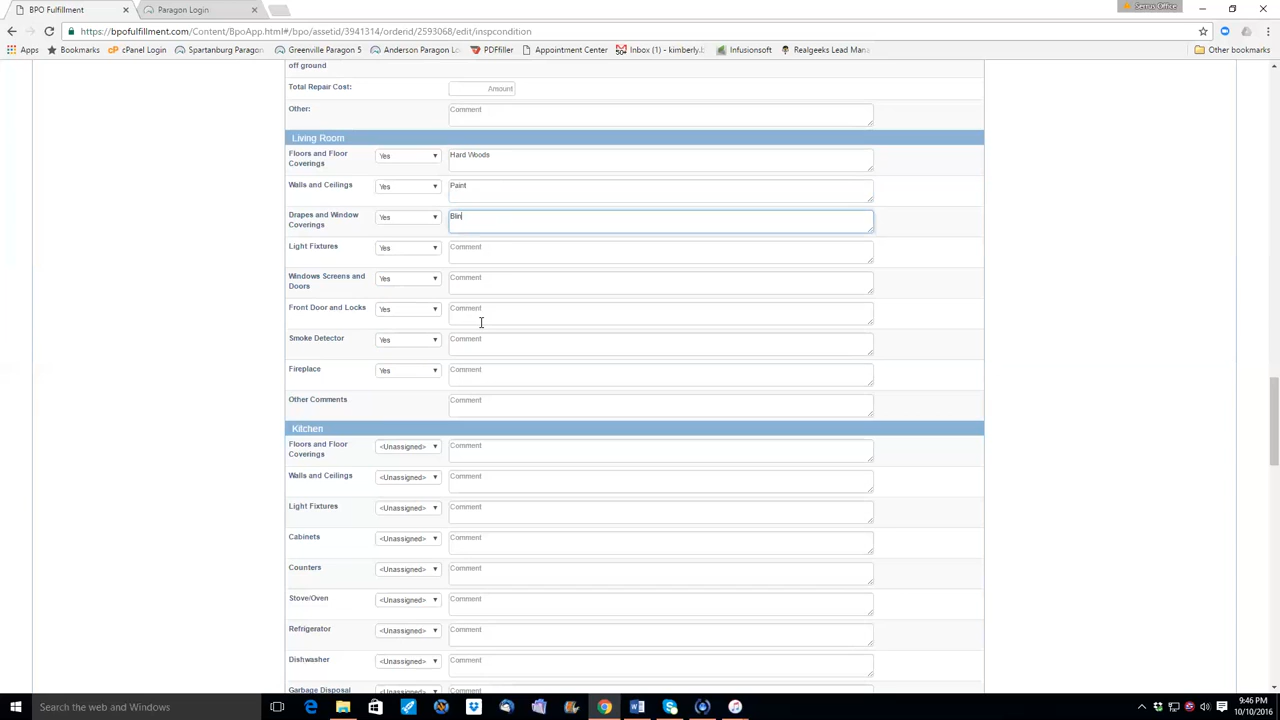 BPO Fulfillment
Paragon Login
Serrus Office
https://bpofulfillment.com/Content/BpoApp.html#/bpo/assetid/3941314/orderid/2593068/edit/inspcondition
Apps
Bookmarks
cPanel Login
Spartanburg Paragon
Greenville Paragon 5
Anderson Paragon Lo
PDFfiller
Appointment Center
Inbox (1) - kimberly.b
Infusionsoft
Realgeeks Lead Mana
Other bookmarks
off ground
Total Repair Cost:
Amount
Other:
Comment
Living Room
Floors and Floor Coverings
Yes
Hard Woods
Walls and Ceilings
Yes
Paint
Drapes and Window Coverings
Yes
Blin
Light Fixtures
Yes
Comment
Windows Screens and Doors
Yes
Comment
Front Door and Locks
Yes
Comment
Smoke Detector
Yes
Comment
Fireplace
Yes
Comment
Other Comments
Comment
Kitchen
Floors and Floor Coverings
<Unassigned>
Comment
Walls and Ceilings
<Unassigned>
Comment
Light Fixtures
<Unassigned>
Comment
Cabinets
<Unassigned>
Comment
Counters
<Unassigned>
Comment
Stove/Oven
<Unassigned>
Comment
Refrigerator
<Unassigned>
Comment
Dishwasher
<Unassigned>
Comment
Garbage Disposal
<Unassigned>
Comment
Search the web and Windows
9:46 PM
10/10/2016